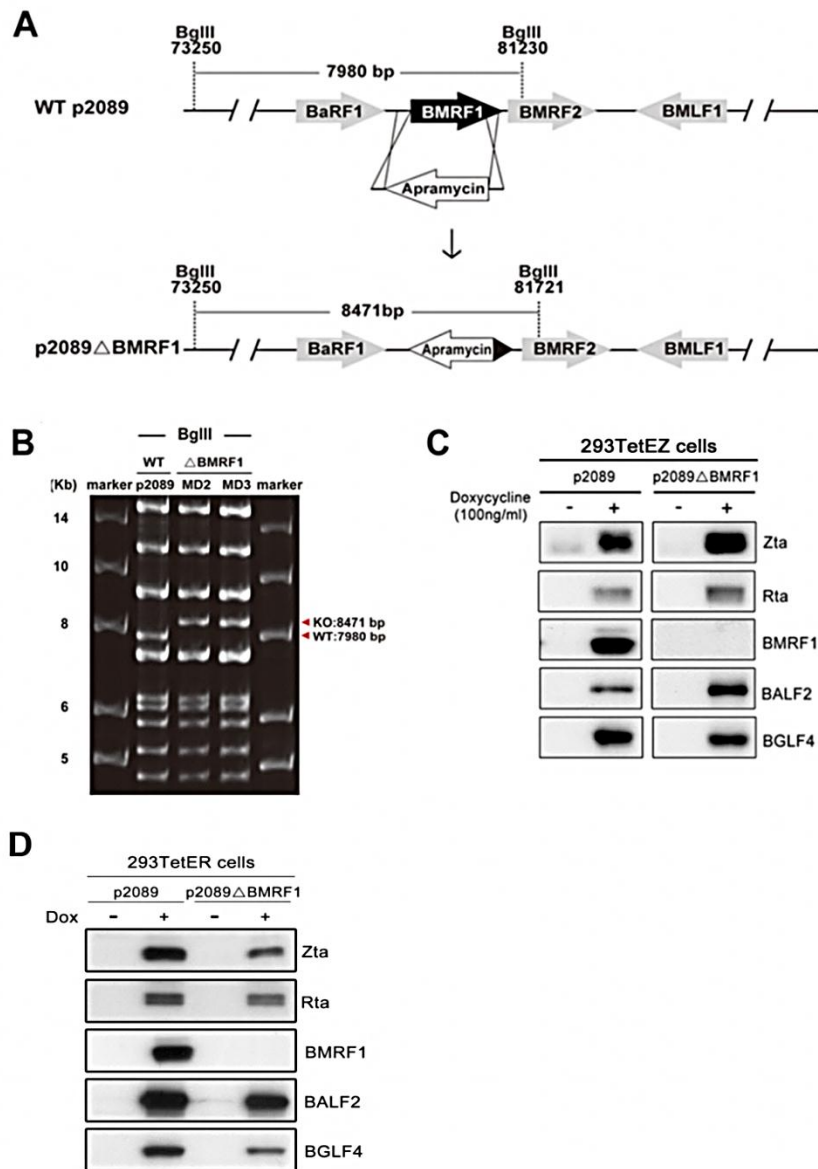 A
BglII BglII
73250 81230
7980 bp
WT p2089
BaRF1 BMRF1 BMRF2 BMLF1
Apramycin
BglII BglII
73250 81721
8471bp
p2089△BMRF1
BaRF1 Apramycin BMRF2 BMLF1
B
BglII
WT △BMRF1
(Kb) marker p2089 MD2 MD3 marker
14
10
8
KO:8471 bp
WT:7980 bp
6
5
C
293TetEZ cells
p2089 p2089△BMRF1
Doxycycline
(100ng/ml)
- + - +
Zta
Rta
BMRF1
BALF2
BGLF4
D
293TetER cells
p2089 p2089△BMRF1
Dox - + - +
Zta
Rta
BMRF1
BALF2
BGLF4